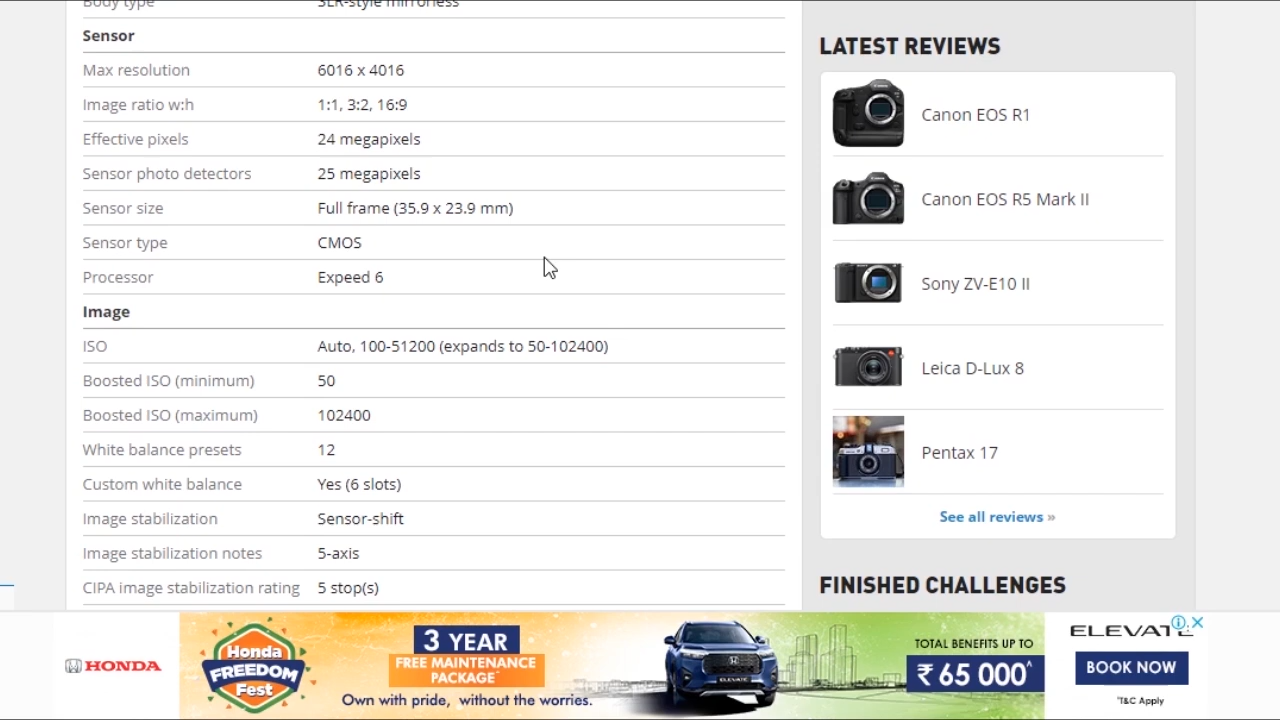 Body type SLR-style mirrorless
Sensor
Max resolution 6016 x 4016
Image ratio w:h 1:1, 3:2, 16:9
Effective pixels 24 megapixels
Sensor photo detectors 25 megapixels
Sensor size Full frame (35.9 x 23.9 mm)
Sensor type CMOS
Processor Expeed 6
Image
ISO Auto, 100-51200 (expands to 50-102400)
Boosted ISO (minimum) 50
Boosted ISO (maximum) 102400
White balance presets 12
Custom white balance Yes (6 slots)
Image stabilization Sensor-shift
Image stabilization notes 5-axis
CIPA image stabilization rating 5 stop(s)
LATEST REVIEWS
Canon EOS R1
Canon EOS R5 Mark II
Sony ZV-E10 II
Leica D-Lux 8
Pentax 17
See all reviews »
FINISHED CHALLENGES
HONDA
Honda
FREEDOM
Fest
3 YEAR
FREE MAINTENANCE
PACKAGE*
Own with pride, without the worries.
ELEVATE
TOTAL BENEFITS UP TO
₹ 65 000^
ELEVATE
BOOK NOW
*T&C Apply